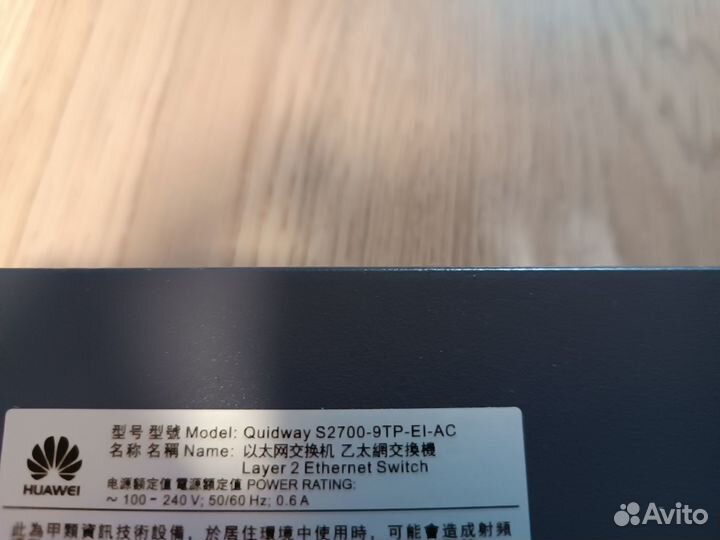 型号 型號 Model: Quidway S2700-9TP-EI-AC
名称 名稱 Name: 以太网交换机 乙太網交換機
Layer 2 Ethernet Switch
电源额定值 電源額定值 POWER RATING:
~ 100 - 240 V; 50/60 Hz; 0.6 A
HUAWEI
此為甲類資訊技術設備，於居住環境中使用時，可能會造成射頻
Avito